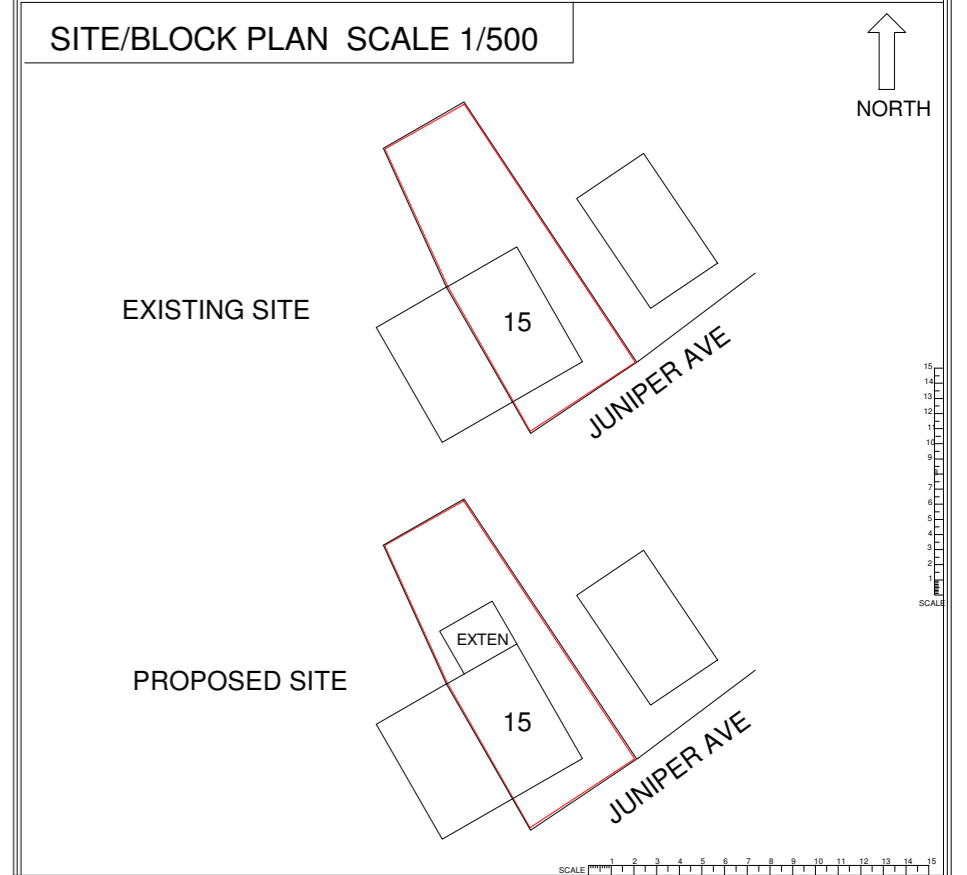 SITE/BLOCK PLAN SCALE 1/500
NORTH
EXISTING SITE
15
JUNIPER AVE
15
14
13
12
11
10
9
8
7
6
5
4
3
2
1
SCALE
EXTEN
PROPOSED SITE
15
JUNIPER AVE
SCALE 1 2 3 4 5 6 7 8 9 10 11 12 13 14 15